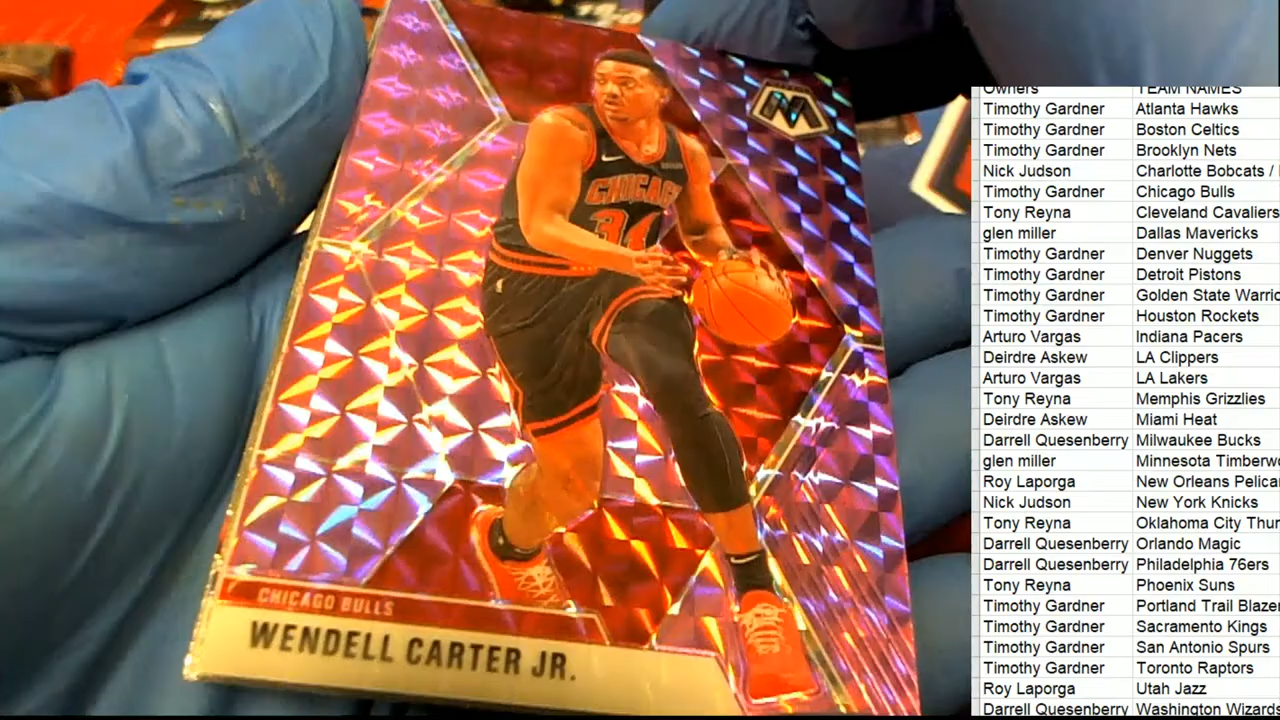 M
CHICAGO
34
CHICAGO BULLS
WENDELL CARTER JR.
Owners TEAM NAMES
Timothy Gardner Atlanta Hawks
Timothy Gardner Boston Celtics
Timothy Gardner Brooklyn Nets
Nick Judson Charlotte Bobcats /
Timothy Gardner Chicago Bulls
Tony Reyna Cleveland Cavaliers
glen miller Dallas Mavericks
Timothy Gardner Denver Nuggets
Timothy Gardner Detroit Pistons
Timothy Gardner Golden State Warrio
Timothy Gardner Houston Rockets
Arturo Vargas Indiana Pacers
Deirdre Askew LA Clippers
Arturo Vargas LA Lakers
Tony Reyna Memphis Grizzlies
Deirdre Askew Miami Heat
Darrell Quesenberry Milwaukee Bucks
glen miller Minnesota Timberw
Roy Laporga New Orleans Pelica
Nick Judson New York Knicks
Tony Reyna Oklahoma City Thun
Darrell Quesenberry Orlando Magic
Darrell Quesenberry Philadelphia 76ers
Tony Reyna Phoenix Suns
Timothy Gardner Portland Trail Blaze
Timothy Gardner Sacramento Kings
Timothy Gardner San Antonio Spurs
Timothy Gardner Toronto Raptors
Roy Laporga Utah Jazz
Darrell Quesenberry Washington Wizards